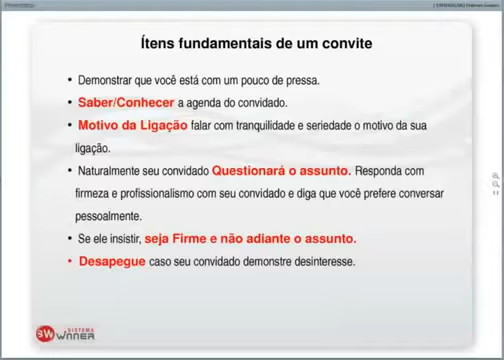 Ítens fundamentais de um convite
• Demonstrar que você está com um pouco de pressa.
• Saber/Conhecer a agenda do convidado.
• Motivo da Ligação falar com tranquilidade e seriedade o motivo da sua
ligação.
• Naturalmente seu convidado Questionará o assunto. Responda com
firmeza e profissionalismo com seu convidado e diga que você prefere conversar
pessoalmente.
• Se ele insistir, seja Firme e não adiante o assunto.
• Desapegue caso seu convidado demonstre desinteresse.
SW SISTEMA
WINNER